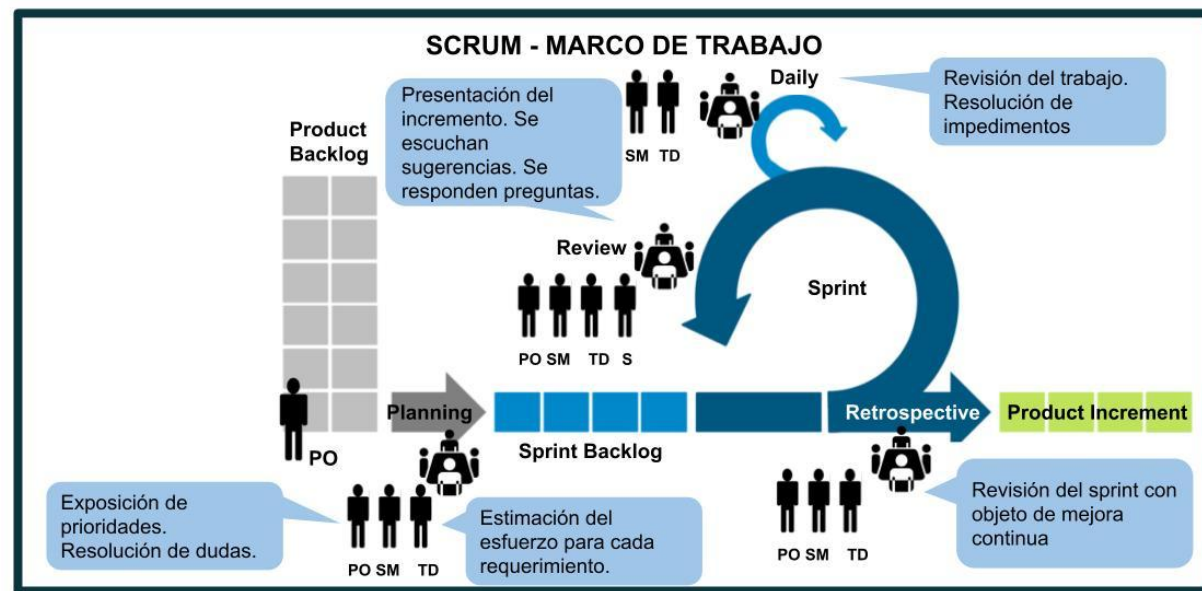 SCRUM - MARCO DE TRABAJO
Daily
Revisión del trabajo.
Resolución de
impedimentos
Presentación del
incremento. Se
escuchan
sugerencias. Se
responden preguntas.
SM TD
Product
Backlog
Review
Sprint
PO SM TD S
Planning
Retrospective
Product Increment
PO
Sprint Backlog
Exposición de
prioridades.
Resolución de dudas.
PO SM TD
Estimación del
esfuerzo para cada
requerimiento.
PO SM TD
Revisión del sprint con
objeto de mejora
continua